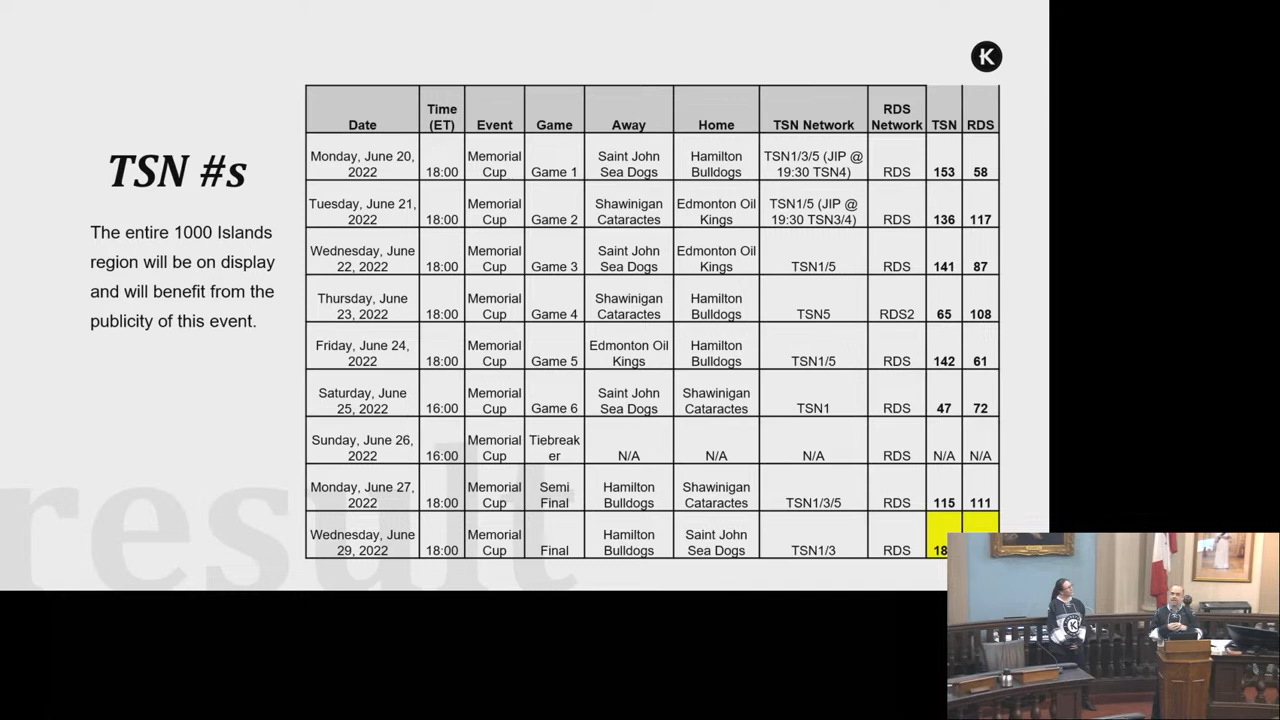 K
TSN #s
The entire 1000 Islands
region will be on display
and will benefit from the
publicity of this event.
Date Time (ET) Event Game Away Home TSN Network RDS Network TSN RDS
Monday, June 20, 2022 18:00 Memorial Cup Game 1 Saint John Sea Dogs Hamilton Bulldogs TSN1/3/5 (JIP @ 19:30 TSN4) RDS 153 58
Tuesday, June 21, 2022 18:00 Memorial Cup Game 2 Shawinigan Cataractes Edmonton Oil Kings TSN1/5 (JIP @ 19:30 TSN3/4) RDS 136 117
Wednesday, June 22, 2022 18:00 Memorial Cup Game 3 Saint John Sea Dogs Edmonton Oil Kings TSN1/5 RDS 141 87
Thursday, June 23, 2022 18:00 Memorial Cup Game 4 Shawinigan Cataractes Hamilton Bulldogs TSN5 RDS2 65 108
Friday, June 24, 2022 18:00 Memorial Cup Game 5 Edmonton Oil Kings Hamilton Bulldogs TSN1/5 RDS 142 61
Saturday, June 25, 2022 16:00 Memorial Cup Game 6 Saint John Sea Dogs Shawinigan Cataractes TSN1 RDS 47 72
Sunday, June 26, 2022 16:00 Memorial Cup Tiebreaker N/A N/A N/A RDS N/A N/A
Monday, June 27, 2022 18:00 Memorial Cup Semi Final Hamilton Bulldogs Shawinigan Cataractes TSN1/3/5 RDS 115 111
Wednesday, June 29, 2022 18:00 Memorial Cup Final Hamilton Bulldogs Saint John Sea Dogs TSN1/3 RDS
result
K